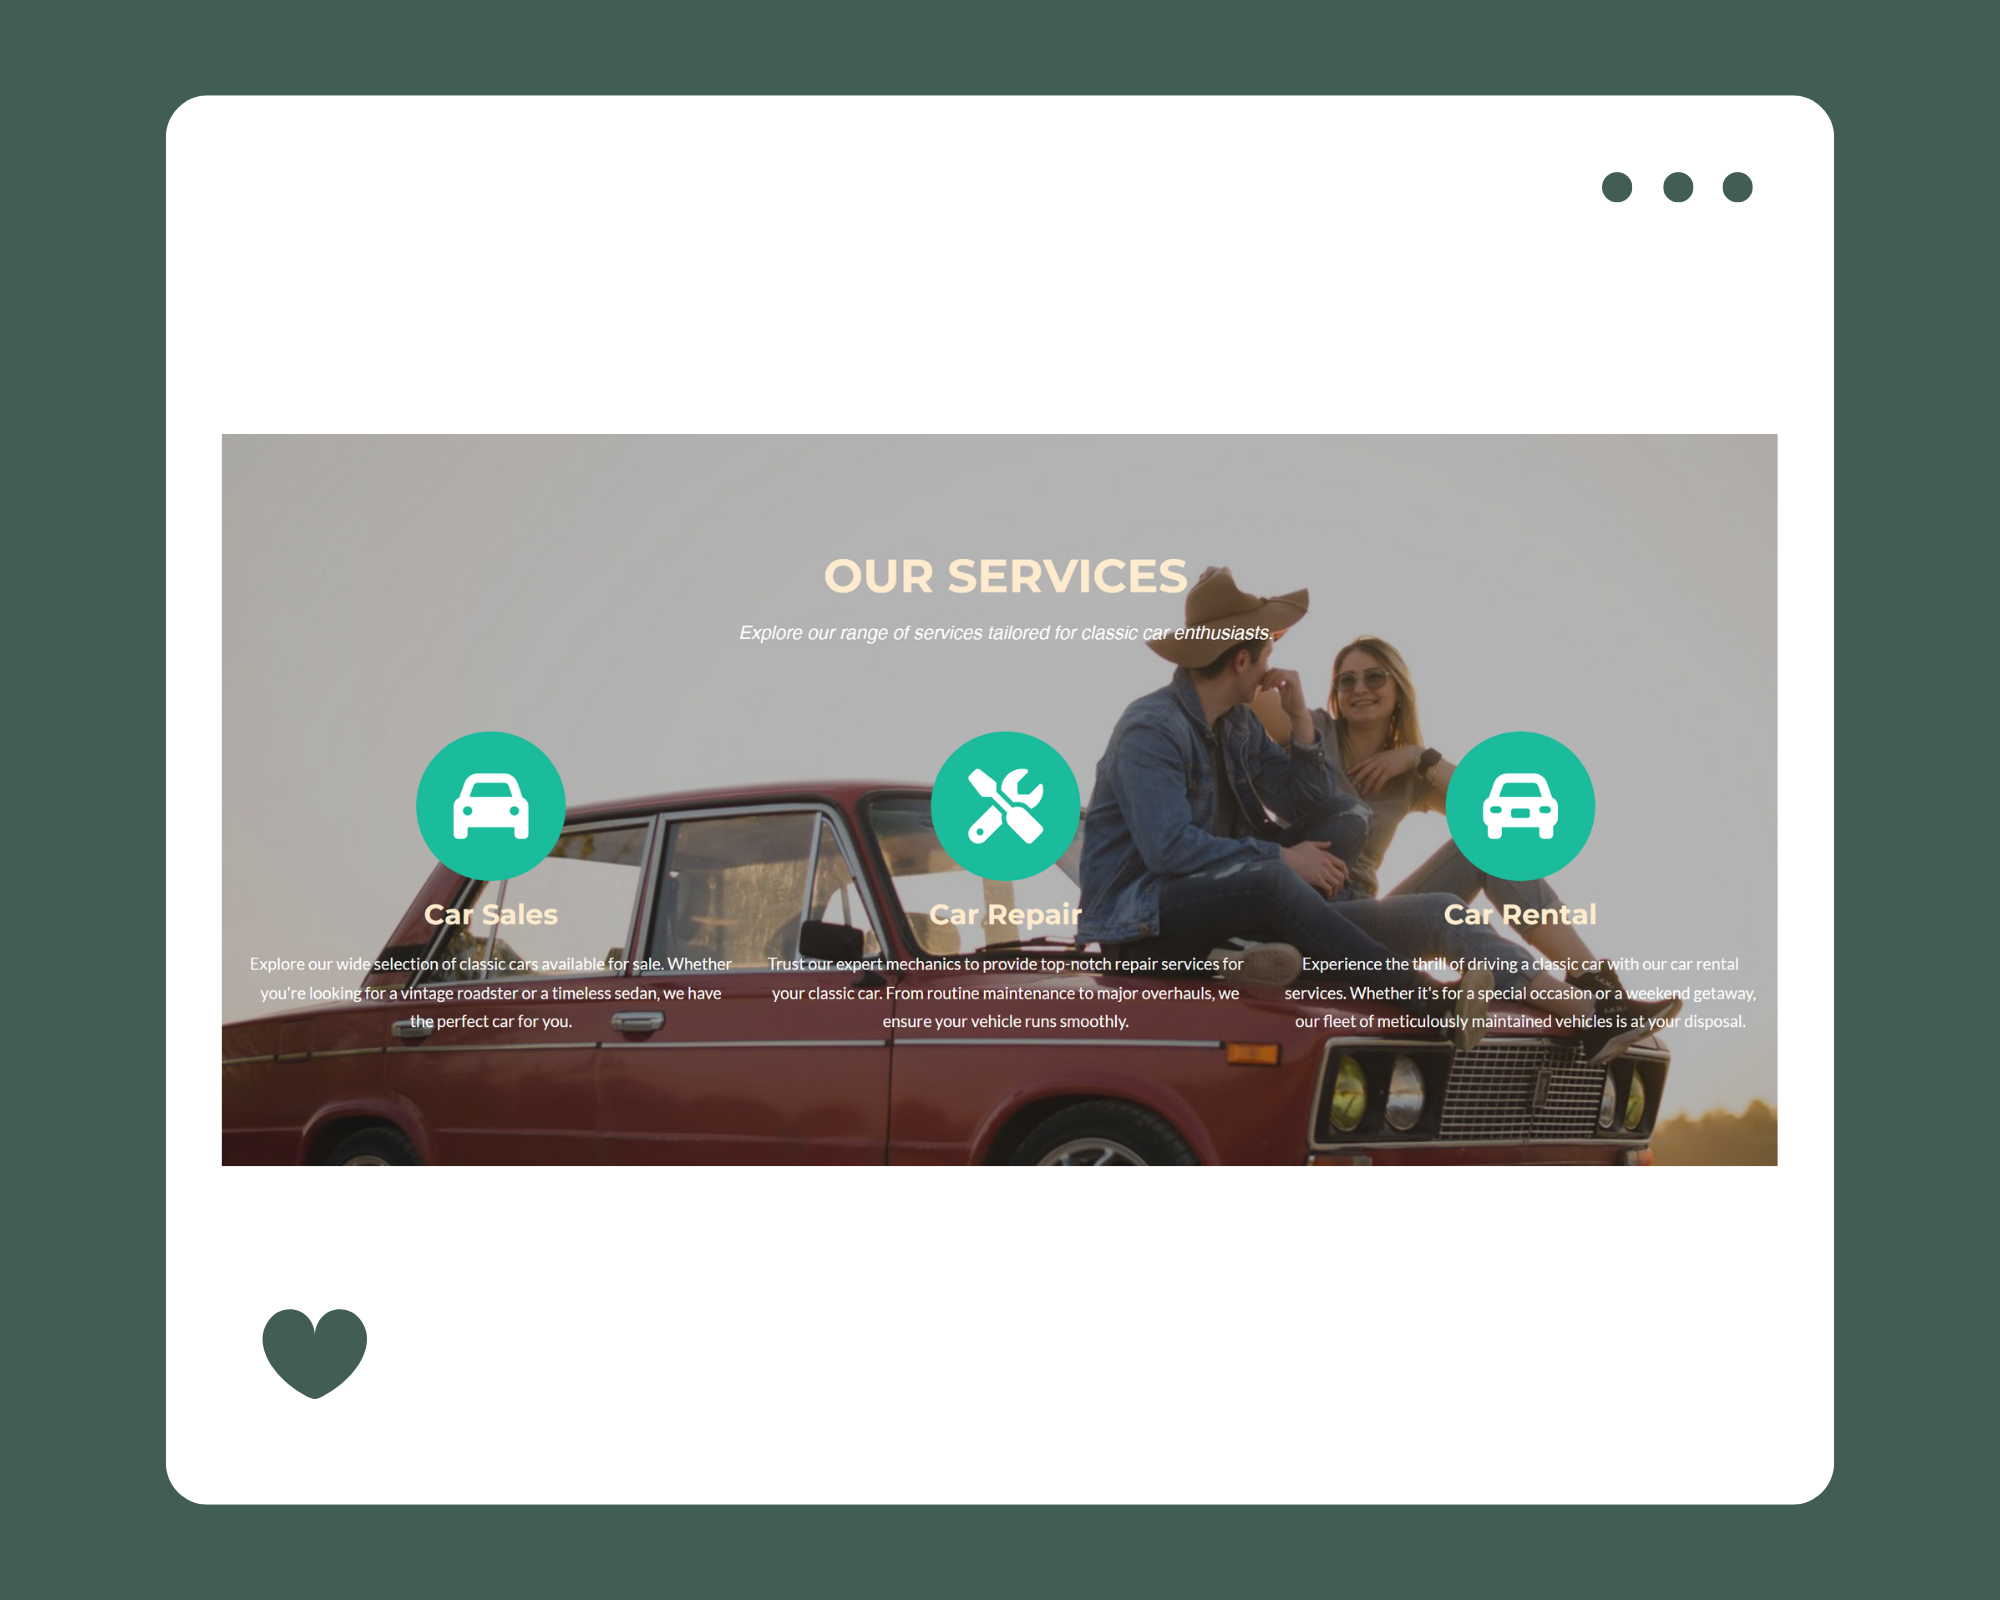 OUR SERVICES
Explore our range of services tailored for classic car enthusiasts.
Car Sales
Explore our wide selection of classic cars available for sale. Whether
you're looking for a vintage roadster or a timeless sedan, we have
the perfect car for you.
Car Repair
Trust our expert mechanics to provide top-notch repair services for
your classic car. From routine maintenance to major overhauls, we
ensure your vehicle runs smoothly.
Car Rental
Experience the thrill of driving a classic car with our car rental
services. Whether it's for a special occasion or a weekend getaway,
our fleet of meticulously maintained vehicles is at your disposal.